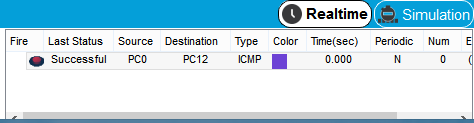 Realtime Simulation
Fire Last Status Source Destination Type Color Time(sec) Periodic Num E
Successful PC0 PC12 ICMP 0.000 N 0 (